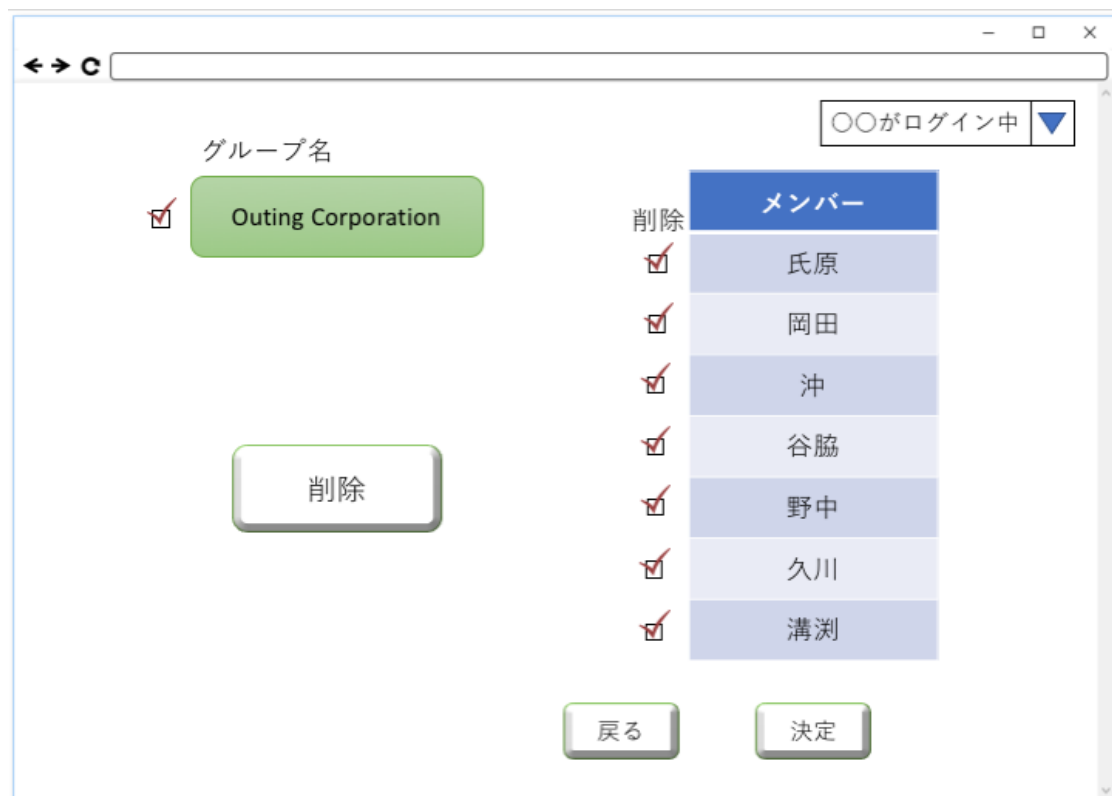 〇〇がログイン中
グループ名
Outing Corporation
削除
メンバー
氏原
岡田
沖
谷脇
野中
久川
溝渕
削除
戻る
決定